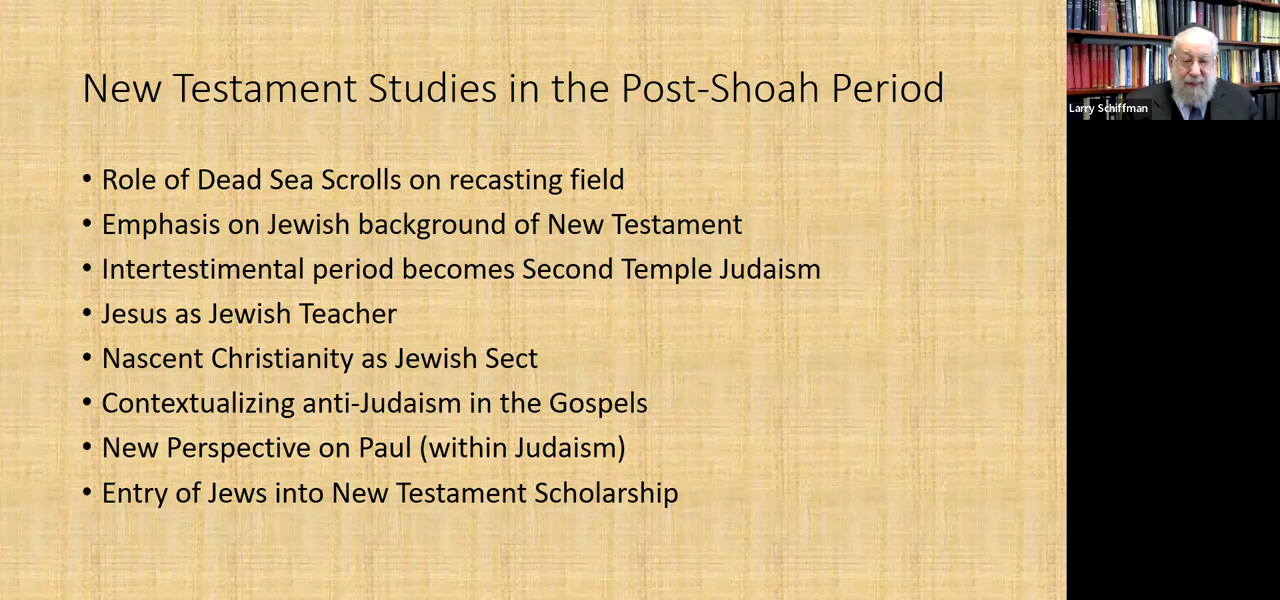 New Testament Studies in the Post-Shoah Period
• Role of Dead Sea Scrolls on recasting field
• Emphasis on Jewish background of New Testament
• Intertestimental period becomes Second Temple Judaism
• Jesus as Jewish Teacher
• Nascent Christianity as Jewish Sect
• Contextualizing anti-Judaism in the Gospels
• New Perspective on Paul (within Judaism)
• Entry of Jews into New Testament Scholarship
Larry Schiffman